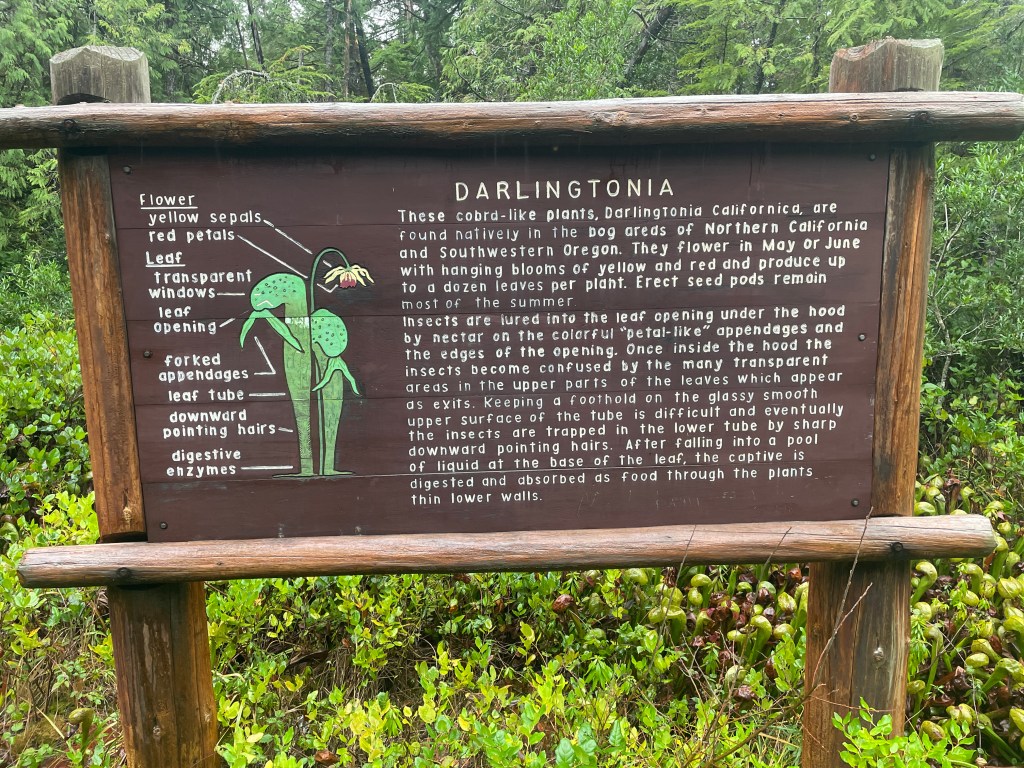 Flower
yellow sepals
red petals
Leaf
transparent
windows
leaf
opening
forked
appendages
leaf tube
downward
pointing hairs
digestive
enzymes
DARLINGTONIA
These cobra-like plants, Darlingtonia Californica, are
found natively in the bog areas of Northern California
and Southwestern Oregon. They flower in May or June
with hanging blooms of yellow and red and produce up
to a dozen leaves per plant. Erect seed pods remain
most of the summer
Insects are lured into the leaf opening under the hood
by nectar on the colorful "petal-like" appendages and
the edges of the opening. Once inside the hood the
insects become confused by the many transparent
areas in the upper parts of the leaves which appear
as exits. Keeping a foothold on the glassy smooth
upper surface of the tube is difficult and eventually
the insects are trapped in the lower tube by sharp
downward pointing hairs. After falling into a pool
of liquid at the base of the leaf, the captive is
digested and absorbed as food through the plants
thin lower walls.